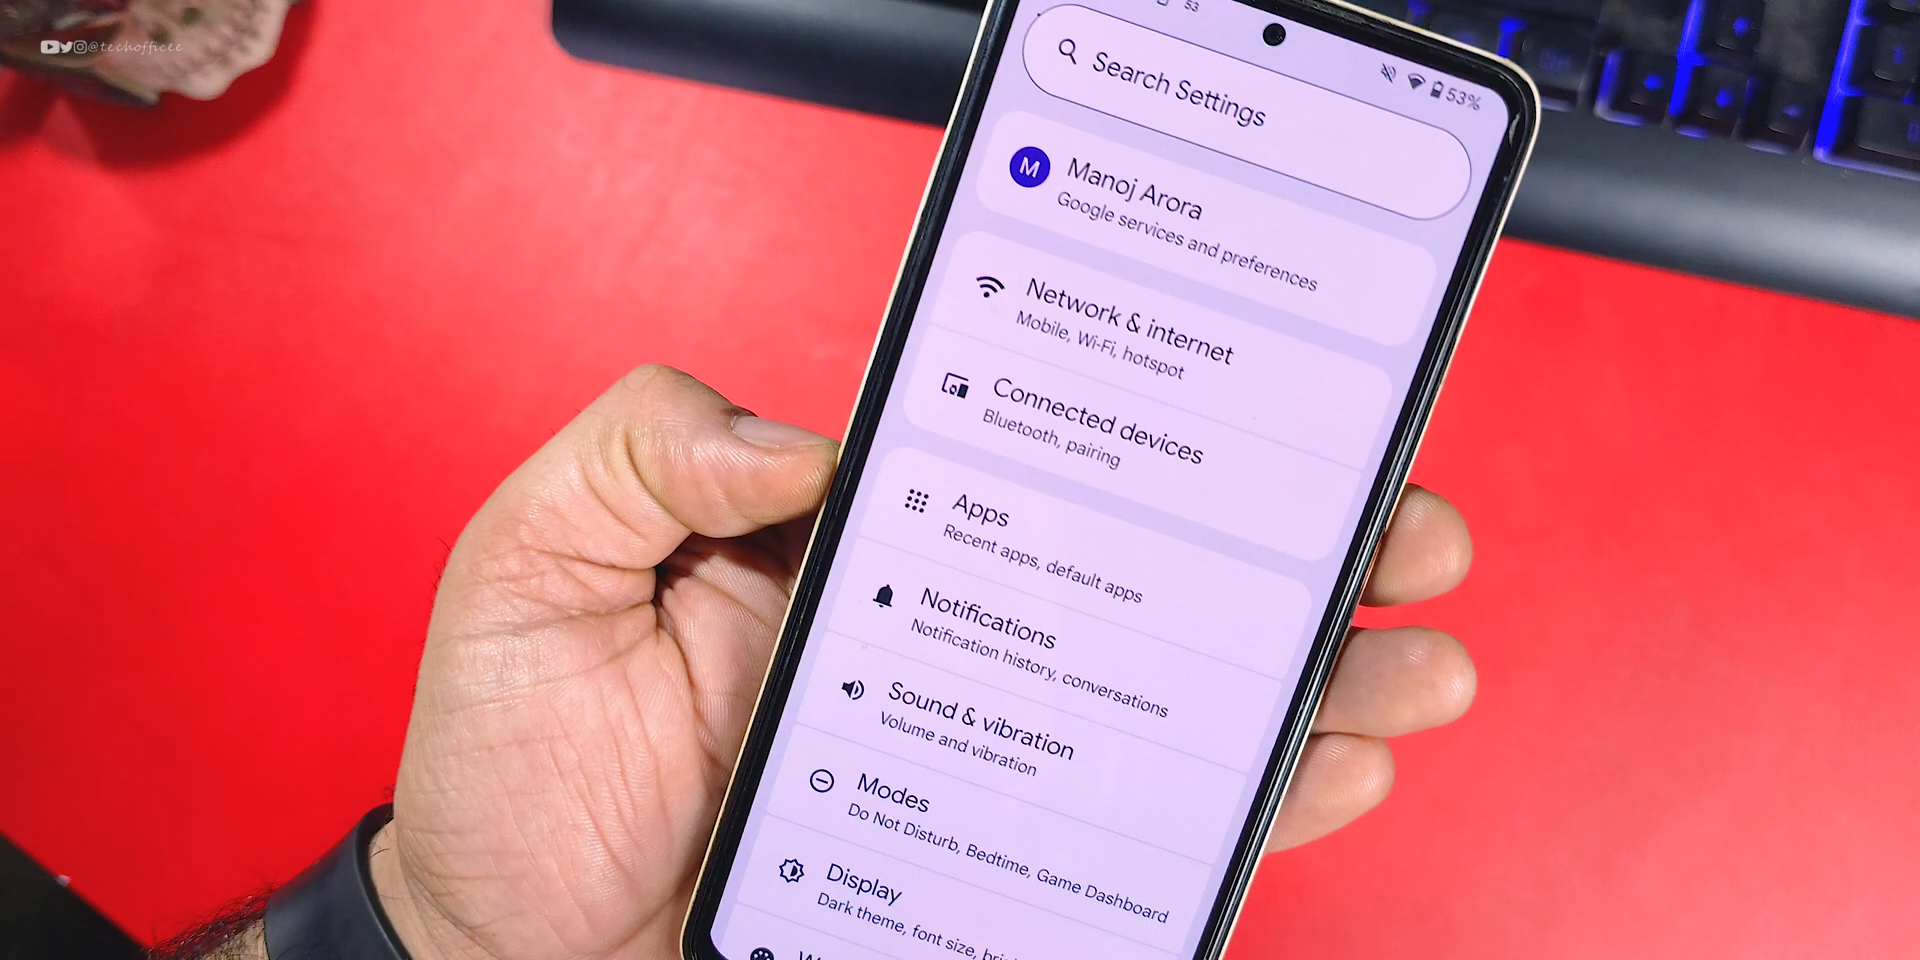 @techofficee
53
53%
Search Settings
M
Manoj Arora
Google services and preferences
Network & internet
Mobile, Wi-Fi, hotspot
Connected devices
Bluetooth, pairing
Apps
Recent apps, default apps
Notifications
Notification history, conversations
Sound & vibration
Volume and vibration
Modes
Do Not Disturb, Bedtime, Game Dashboard
Display
Dark theme, font size,